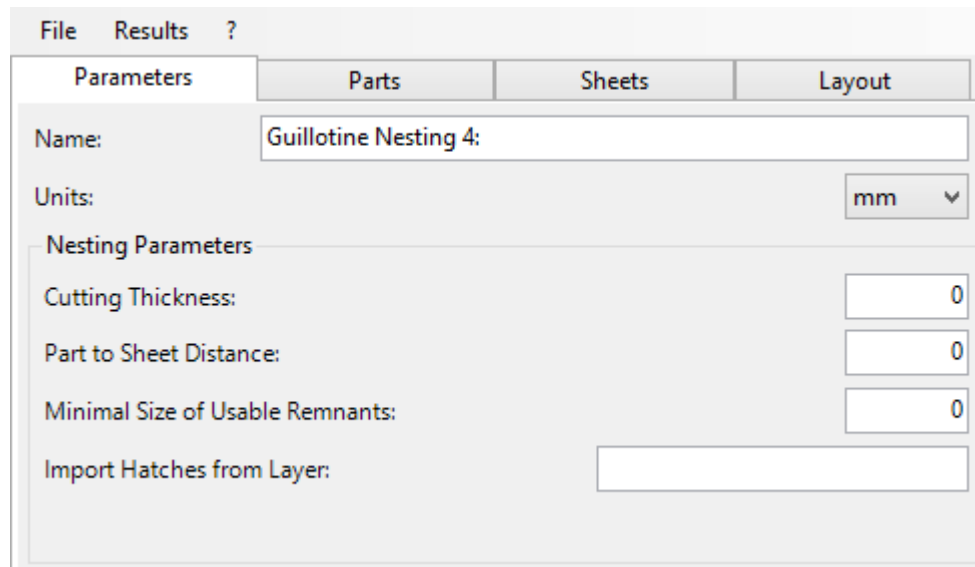 File Results ?
Parameters Parts Sheets Layout
Name: Guillotine Nesting 4:
Units: mm
Nesting Parameters
Cutting Thickness: 0
Part to Sheet Distance: 0
Minimal Size of Usable Remnants: 0
Import Hatches from Layer: